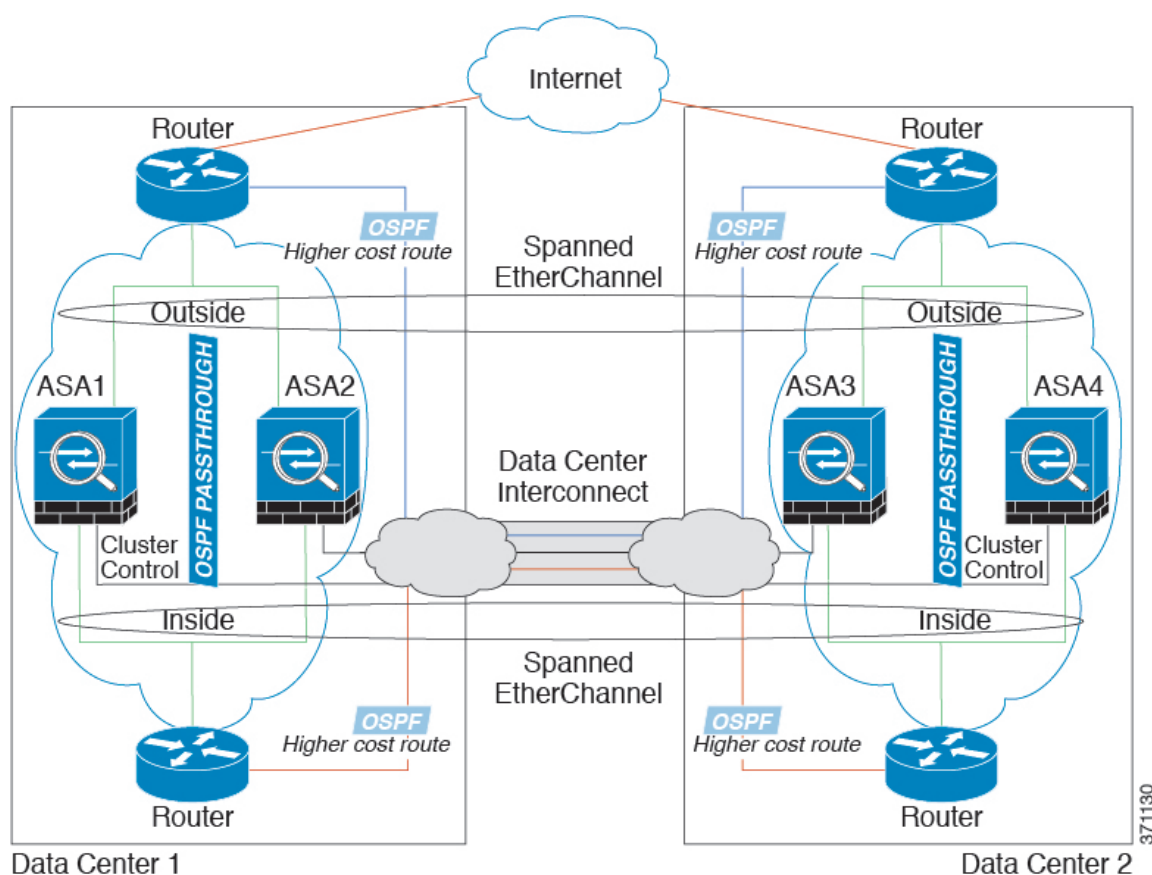 Internet
Router
Router
OSPF
Higher cost route
Spanned
EtherChannel
OSPF
Higher cost route
Outside
Outside
ASA1
OSPF PASSTHROUGH
ASA2
ASA3
OSPF PASSTHROUGH
ASA4
Data Center
Interconnect
Cluster
Control
Cluster
Control
Inside
Inside
Spanned
EtherChannel
OSPF
Higher cost route
OSPF
Higher cost route
Router
Router
371130
Data Center 1
Data Center 2